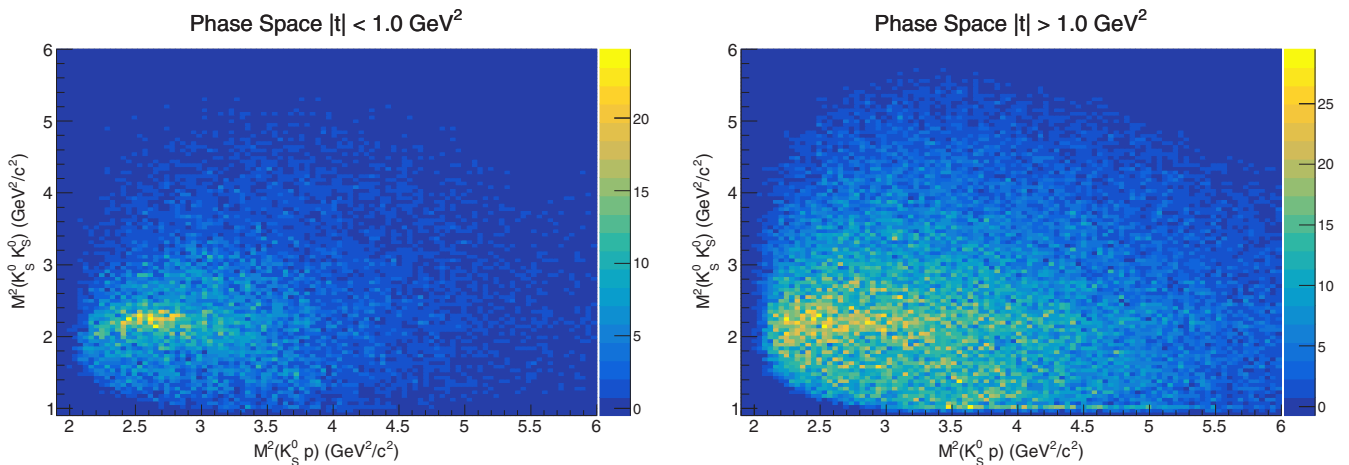 Phase Space |t| < 1.0 GeV²
M²(K⁰ₛ K⁰ₛ) (GeV²/c²)
6
5
4
3
2
1
20
15
10
5
0
2 2.5 3 3.5 4 4.5 5 5.5 6
M²(K⁰ₛ p) (GeV²/c²)
Phase Space |t| > 1.0 GeV²
M²(K⁰ₛ K⁰ₛ) (GeV²/c²)
6
5
4
3
2
1
25
20
15
10
5
0
2 2.5 3 3.5 4 4.5 5 5.5 6
M²(K⁰ₛ p) (GeV²/c²)